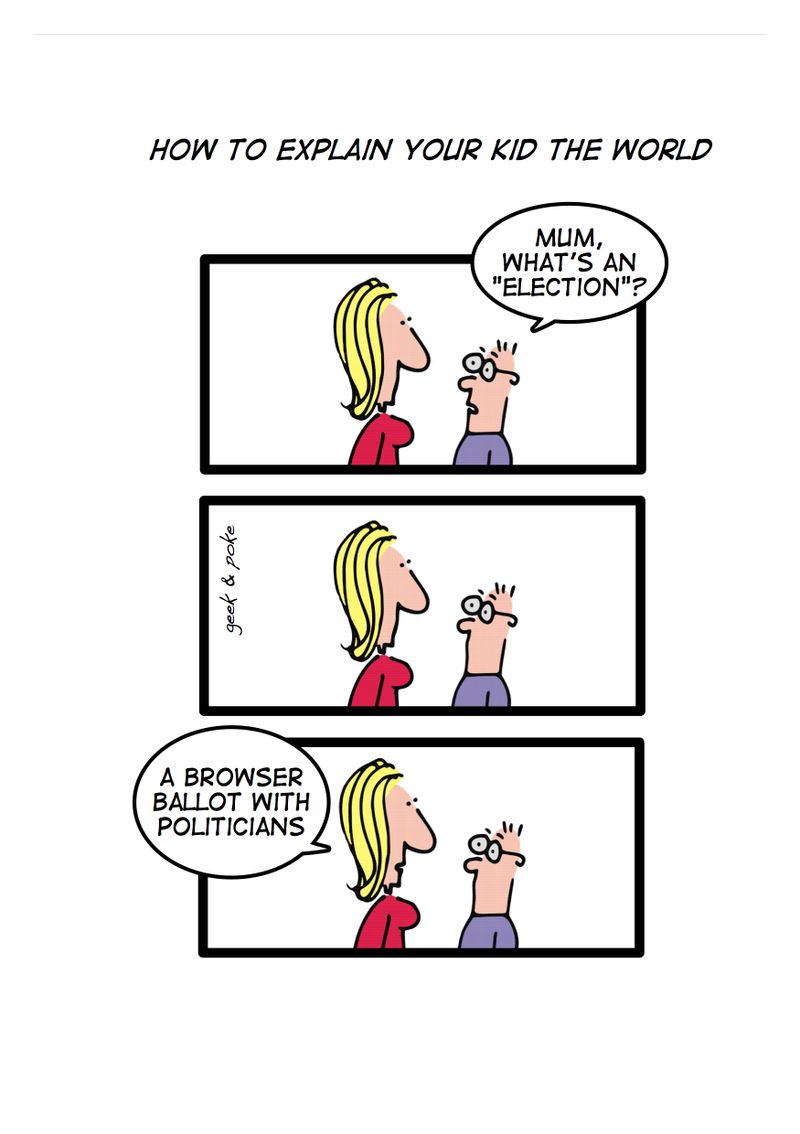 HOW TO EXPLAIN YOUR KID THE WORLD
MUM,
WHAT'S AN
"ELECTION"?
geek & poke
A BROWSER
BALLOT WITH
POLITICIANS